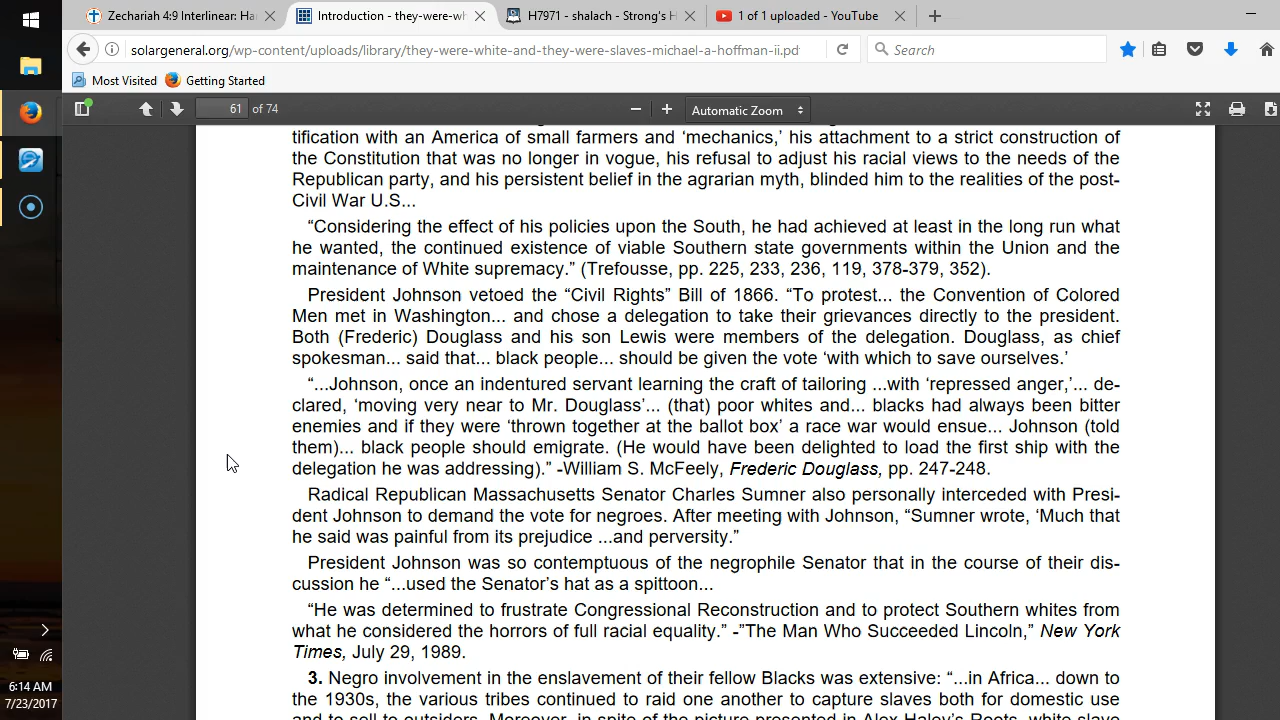 Zechariah 4:9 Interlinear: Ha
Introduction - they-were-wh
H7971 - shalach - Strong's H
1 of 1 uploaded - YouTube
solargeneral.org/wp-content/uploads/library/they-were-white-and-they-were-slaves-michael-a-hoffman-ii.pd
Search
Most Visited
Getting Started
61 of 74
Automatic Zoom
tification with an America of small farmers and ‘mechanics,’ his attachment to a strict construction of
the Constitution that was no longer in vogue, his refusal to adjust his racial views to the needs of the
Republican party, and his persistent belief in the agrarian myth, blinded him to the realities of the post-
Civil War U.S...
“Considering the effect of his policies upon the South, he had achieved at least in the long run what
he wanted, the continued existence of viable Southern state governments within the Union and the
maintenance of White supremacy.” (Trefousse, pp. 225, 233, 236, 119, 378-379, 352).
President Johnson vetoed the “Civil Rights” Bill of 1866. “To protest... the Convention of Colored
Men met in Washington... and chose a delegation to take their grievances directly to the president.
Both (Frederic) Douglass and his son Lewis were members of the delegation. Douglass, as chief
spokesman... said that... black people... should be given the vote ‘with which to save ourselves.’
“...Johnson, once an indentured servant learning the craft of tailoring ...with ‘repressed anger,’... de-
clared, ‘moving very near to Mr. Douglass’... (that) poor whites and... blacks had always been bitter
enemies and if they were ‘thrown together at the ballot box’ a race war would ensue... Johnson (told
them)... black people should emigrate. (He would have been delighted to load the first ship with the
delegation he was addressing).” -William S. McFeely, Frederic Douglass, pp. 247-248.
Radical Republican Massachusetts Senator Charles Sumner also personally interceded with Presi-
dent Johnson to demand the vote for negroes. After meeting with Johnson, “Sumner wrote, ‘Much that
he said was painful from its prejudice ...and perversity.”
President Johnson was so contemptuous of the negrophile Senator that in the course of their dis-
cussion he “...used the Senator’s hat as a spittoon...
“He was determined to frustrate Congressional Reconstruction and to protect Southern whites from
what he considered the horrors of full racial equality.” -”The Man Who Succeeded Lincoln,” New York
Times, July 29, 1989.
3. Negro involvement in the enslavement of their fellow Blacks was extensive: “...in Africa... down to
the 1930s, the various tribes continued to raid one another to capture slaves both for domestic use
and to sell to outsiders. Moreover, in spite of the picture presented in Alex Haley’s Roots, white slave
6:14 AM
7/23/2017